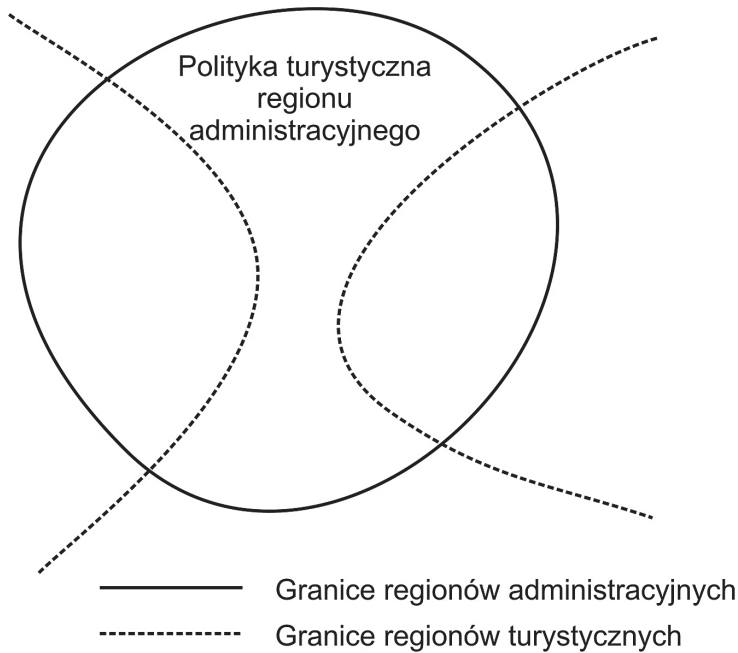 Polityka turystyczna
regionu
administracyjnego
Granice regionów administracyjnych
Granice regionów turystycznych